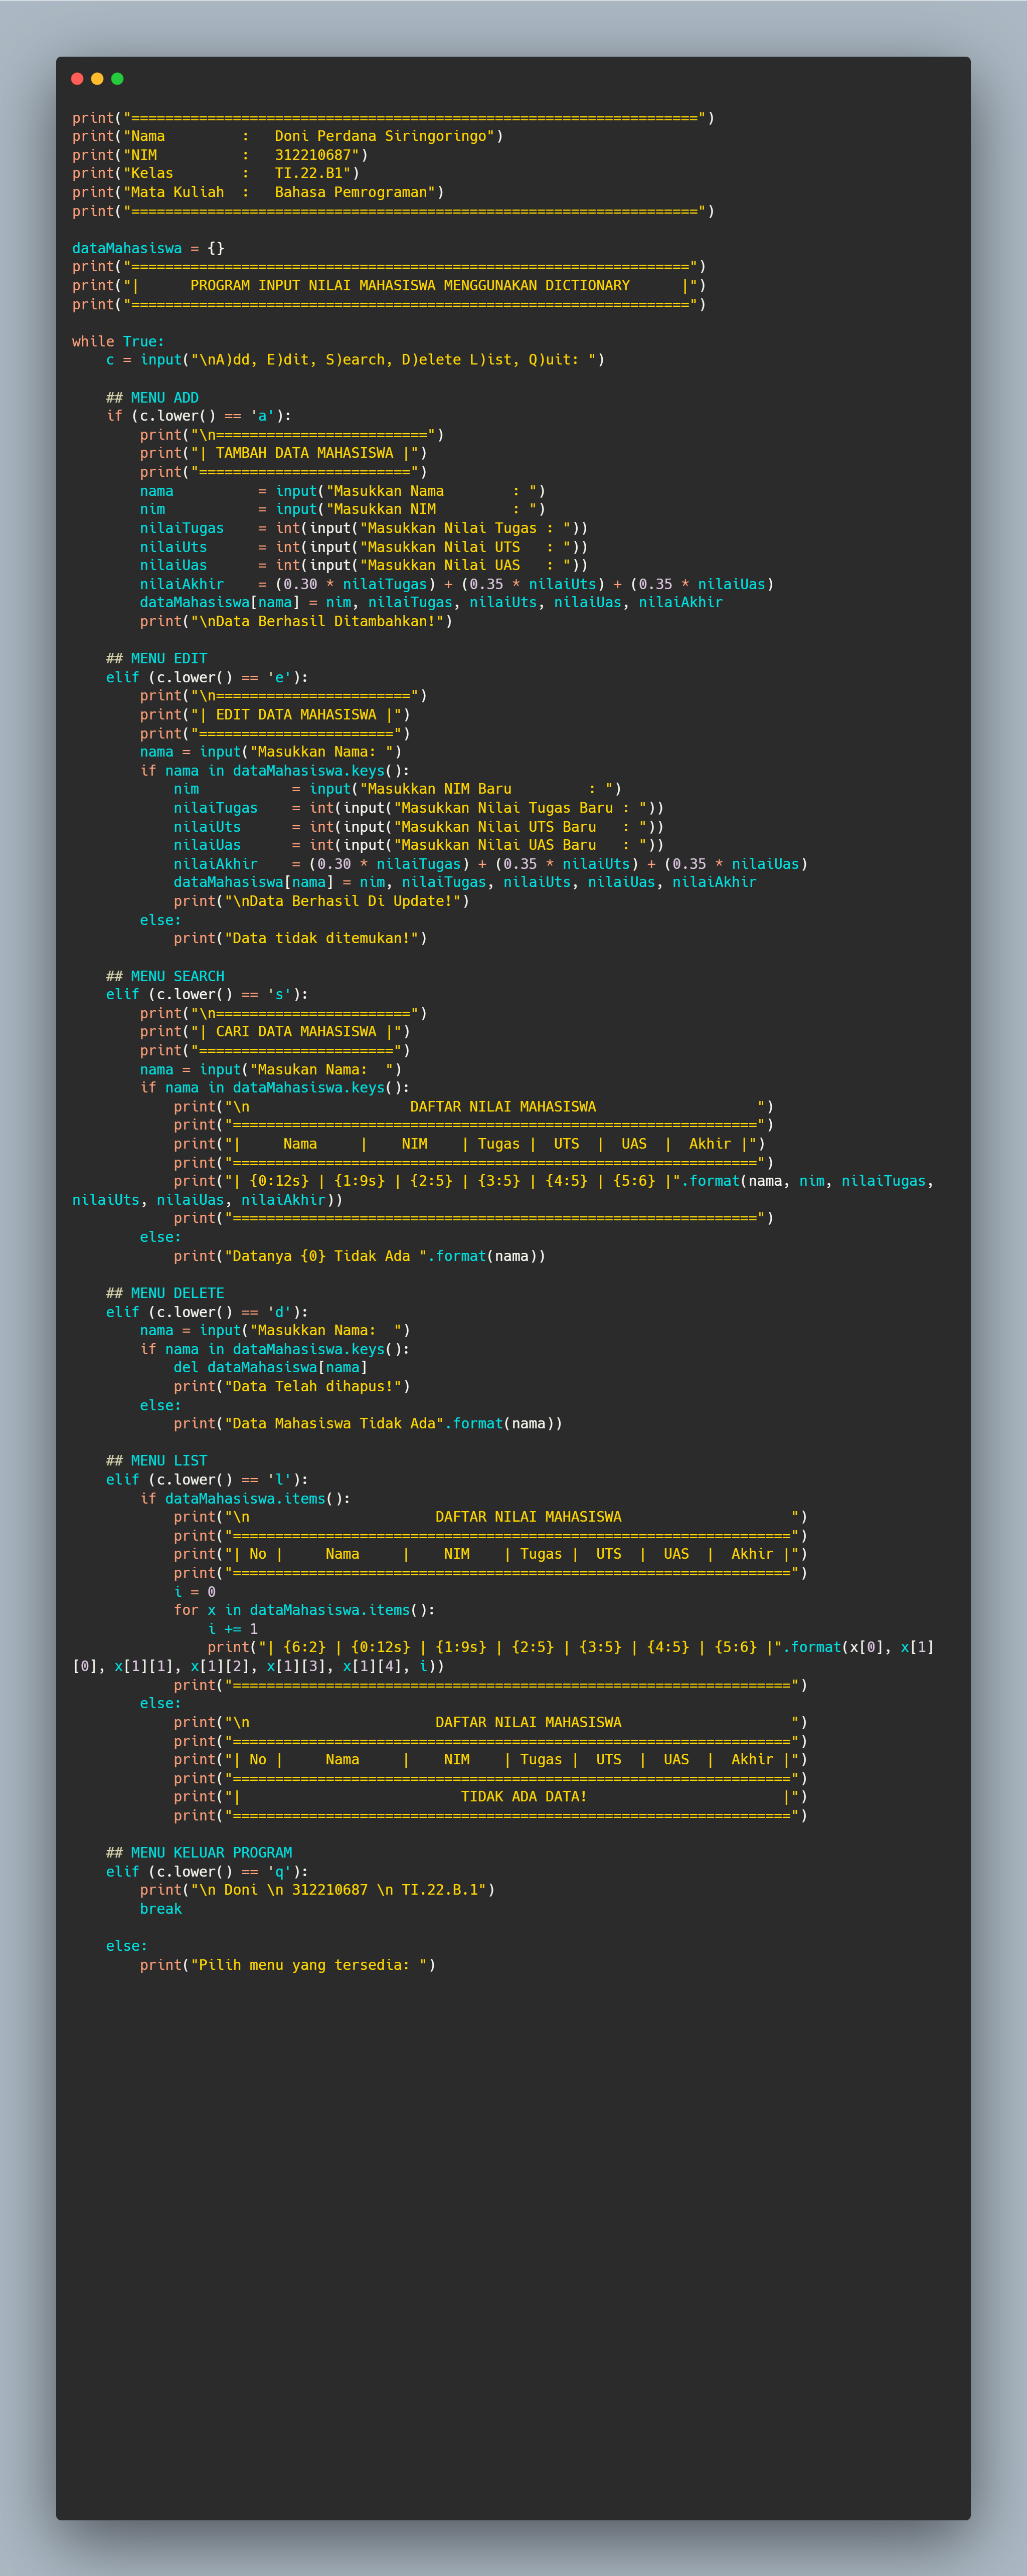 print("===================================================================")
print("Nama         :   Doni Perdana Siringoringo")
print("NIM          :   312210687")
print("Kelas        :   TI.22.B1")
print("Mata Kuliah  :   Bahasa Pemrograman")
print("===================================================================")

dataMahasiswa = {}
print("==================================================================")
print("|      PROGRAM INPUT NILAI MAHASISWA MENGGUNAKAN DICTIONARY      |")
print("==================================================================")

while True:
    c = input("\nA)dd, E)dit, S)earch, D)elete L)ist, Q)uit: ")

    ## MENU ADD
    if (c.lower() == 'a'):
        print("\n=========================")
        print("| TAMBAH DATA MAHASISWA |")
        print("=========================")
        nama          = input("Masukkan Nama        : ")
        nim           = input("Masukkan NIM         : ")
        nilaiTugas    = int(input("Masukkan Nilai Tugas : "))
        nilaiUts      = int(input("Masukkan Nilai UTS   : "))
        nilaiUas      = int(input("Masukkan Nilai UAS   : "))
        nilaiAkhir    = (0.30 * nilaiTugas) + (0.35 * nilaiUts) + (0.35 * nilaiUas)
        dataMahasiswa[nama] = nim, nilaiTugas, nilaiUts, nilaiUas, nilaiAkhir
        print("\nData Berhasil Ditambahkan!")

    ## MENU EDIT
    elif (c.lower() == 'e'):
        print("\n=======================")
        print("| EDIT DATA MAHASISWA |")
        print("=======================")
        nama = input("Masukkan Nama: ")
        if nama in dataMahasiswa.keys():
            nim           = input("Masukkan NIM Baru         : ")
            nilaiTugas    = int(input("Masukkan Nilai Tugas Baru : "))
            nilaiUts      = int(input("Masukkan Nilai UTS Baru   : "))
            nilaiUas      = int(input("Masukkan Nilai UAS Baru   : "))
            nilaiAkhir    = (0.30 * nilaiTugas) + (0.35 * nilaiUts) + (0.35 * nilaiUas)
            dataMahasiswa[nama] = nim, nilaiTugas, nilaiUts, nilaiUas, nilaiAkhir
            print("\nData Berhasil Di Update!")
        else:
            print("Data tidak ditemukan!")

    ## MENU SEARCH
    elif (c.lower() == 's'):
        print("\n=======================")
        print("| CARI DATA MAHASISWA |")
        print("=======================")
        nama = input("Masukan Nama:  ")
        if nama in dataMahasiswa.keys():
            print("\n                   DAFTAR NILAI MAHASISWA                   ")
            print("==============================================================")
            print("|     Nama     |    NIM    | Tugas |  UTS  |  UAS  |  Akhir |")
            print("==============================================================")
            print("| {0:12s} | {1:9s} | {2:5} | {3:5} | {4:5} | {5:6} |".format(nama, nim, nilaiTugas,
nilaiUts, nilaiUas, nilaiAkhir))
            print("==============================================================")
        else:
            print("Datanya {0} Tidak Ada ".format(nama))

    ## MENU DELETE
    elif (c.lower() == 'd'):
        nama = input("Masukkan Nama:  ")
        if nama in dataMahasiswa.keys():
            del dataMahasiswa[nama]
            print("Data Telah dihapus!")
        else:
            print("Data Mahasiswa Tidak Ada".format(nama))

    ## MENU LIST
    elif (c.lower() == 'l'):
        if dataMahasiswa.items():
            print("\n                      DAFTAR NILAI MAHASISWA                    ")
            print("==================================================================")
            print("| No |     Nama     |    NIM    | Tugas |  UTS  |  UAS  |  Akhir |")
            print("==================================================================")
            i = 0
            for x in dataMahasiswa.items():
                i += 1
                print("| {6:2} | {0:12s} | {1:9s} | {2:5} | {3:5} | {4:5} | {5:6} |".format(x[0], x[1]
[0], x[1][1], x[1][2], x[1][3], x[1][4], i))
            print("==================================================================")
        else:
            print("\n                      DAFTAR NILAI MAHASISWA                    ")
            print("==================================================================")
            print("| No |     Nama     |    NIM    | Tugas |  UTS  |  UAS  |  Akhir |")
            print("==================================================================")
            print("|                          TIDAK ADA DATA!                       |")
            print("==================================================================")

    ## MENU KELUAR PROGRAM
    elif (c.lower() == 'q'):
        print("\n Doni \n 312210687 \n TI.22.B.1")
        break

    else:
        print("Pilih menu yang tersedia: ")